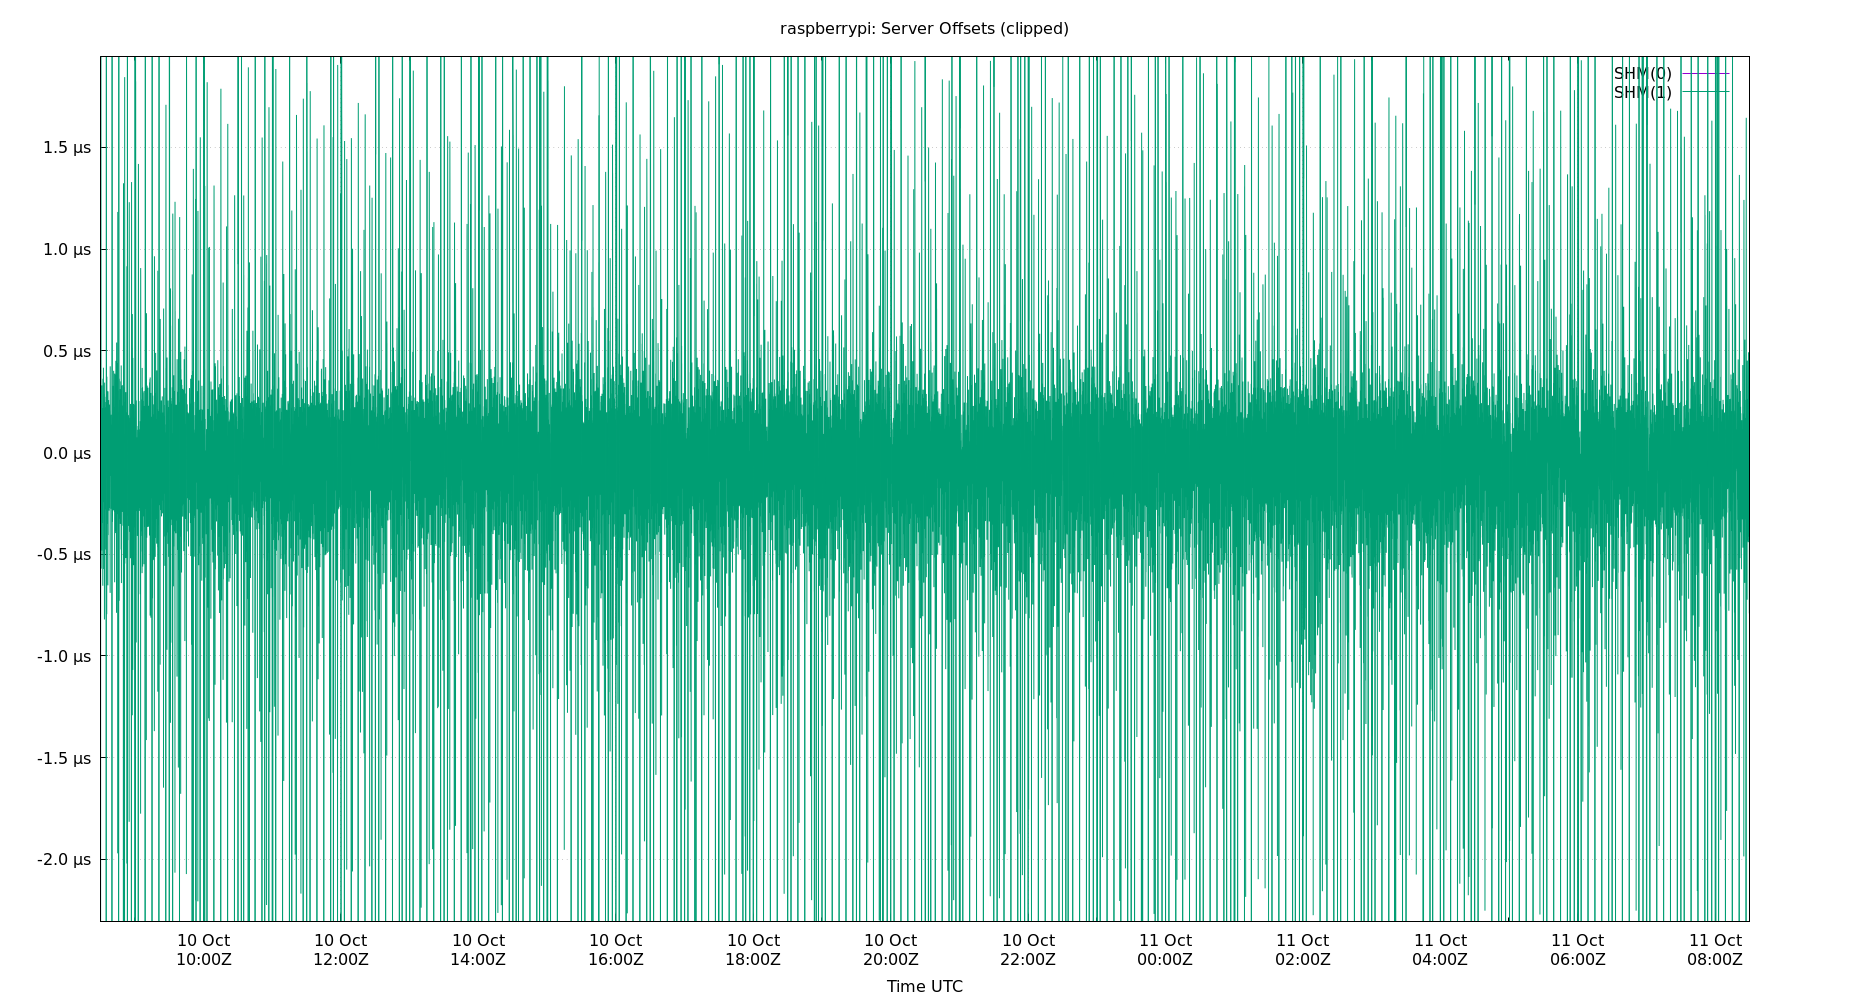 raspberrypi: Server Offsets (clipped)
SHM(0)
SHM(1)
1.5 µs
1.0 µs
0.5 µs
0.0 µs
-0.5 µs
-1.0 µs
-1.5 µs
-2.0 µs
10 Oct 10 Oct 10 Oct 10 Oct 10 Oct 10 Oct 10 Oct 11 Oct 11 Oct 11 Oct 11 Oct 11 Oct
10:00Z 12:00Z 14:00Z 16:00Z 18:00Z 20:00Z 22:00Z 00:00Z 02:00Z 04:00Z 06:00Z 08:00Z
Time UTC